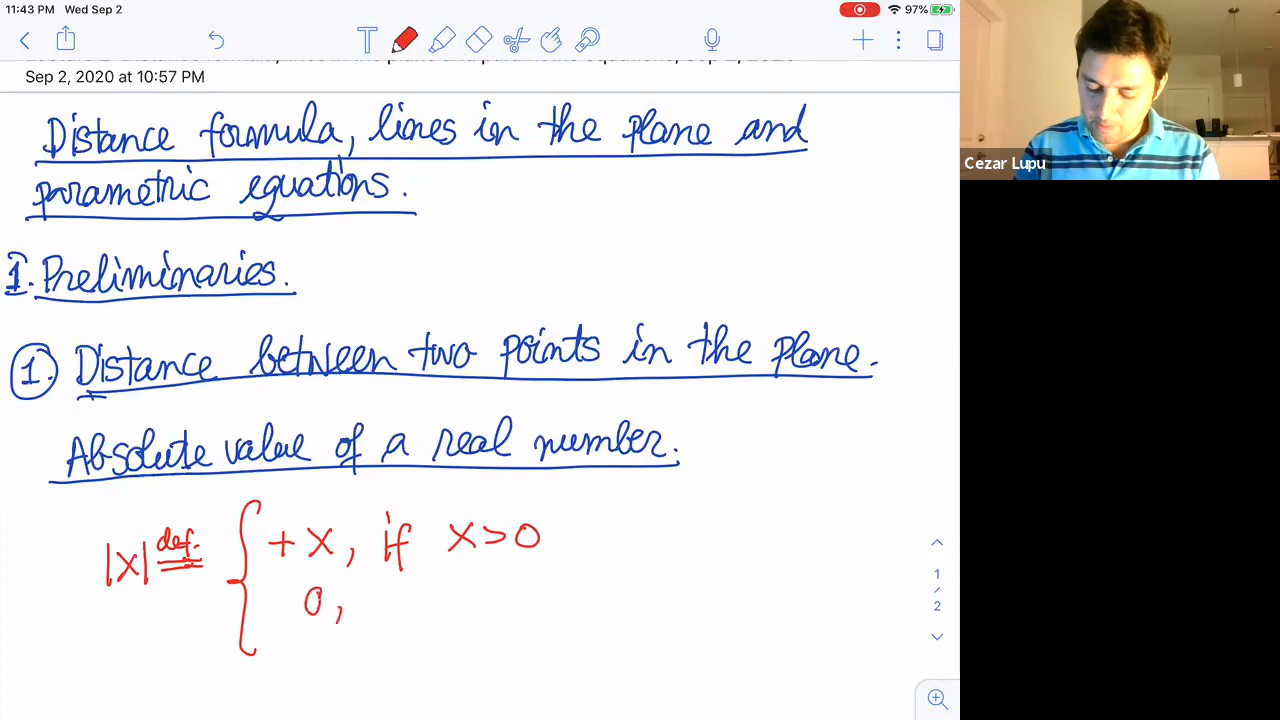 11:43 PM Wed Sep 2
97%
Sep 2, 2020 at 10:57 PM
Distance formula, lines in the plane and
parametric equations.
I. Preliminaries.
1. Distance between two points in the plane.
Absolute value of a real number.
|x| def. = { +x, if x>0
0,
1
/
2
Cezar Lupu